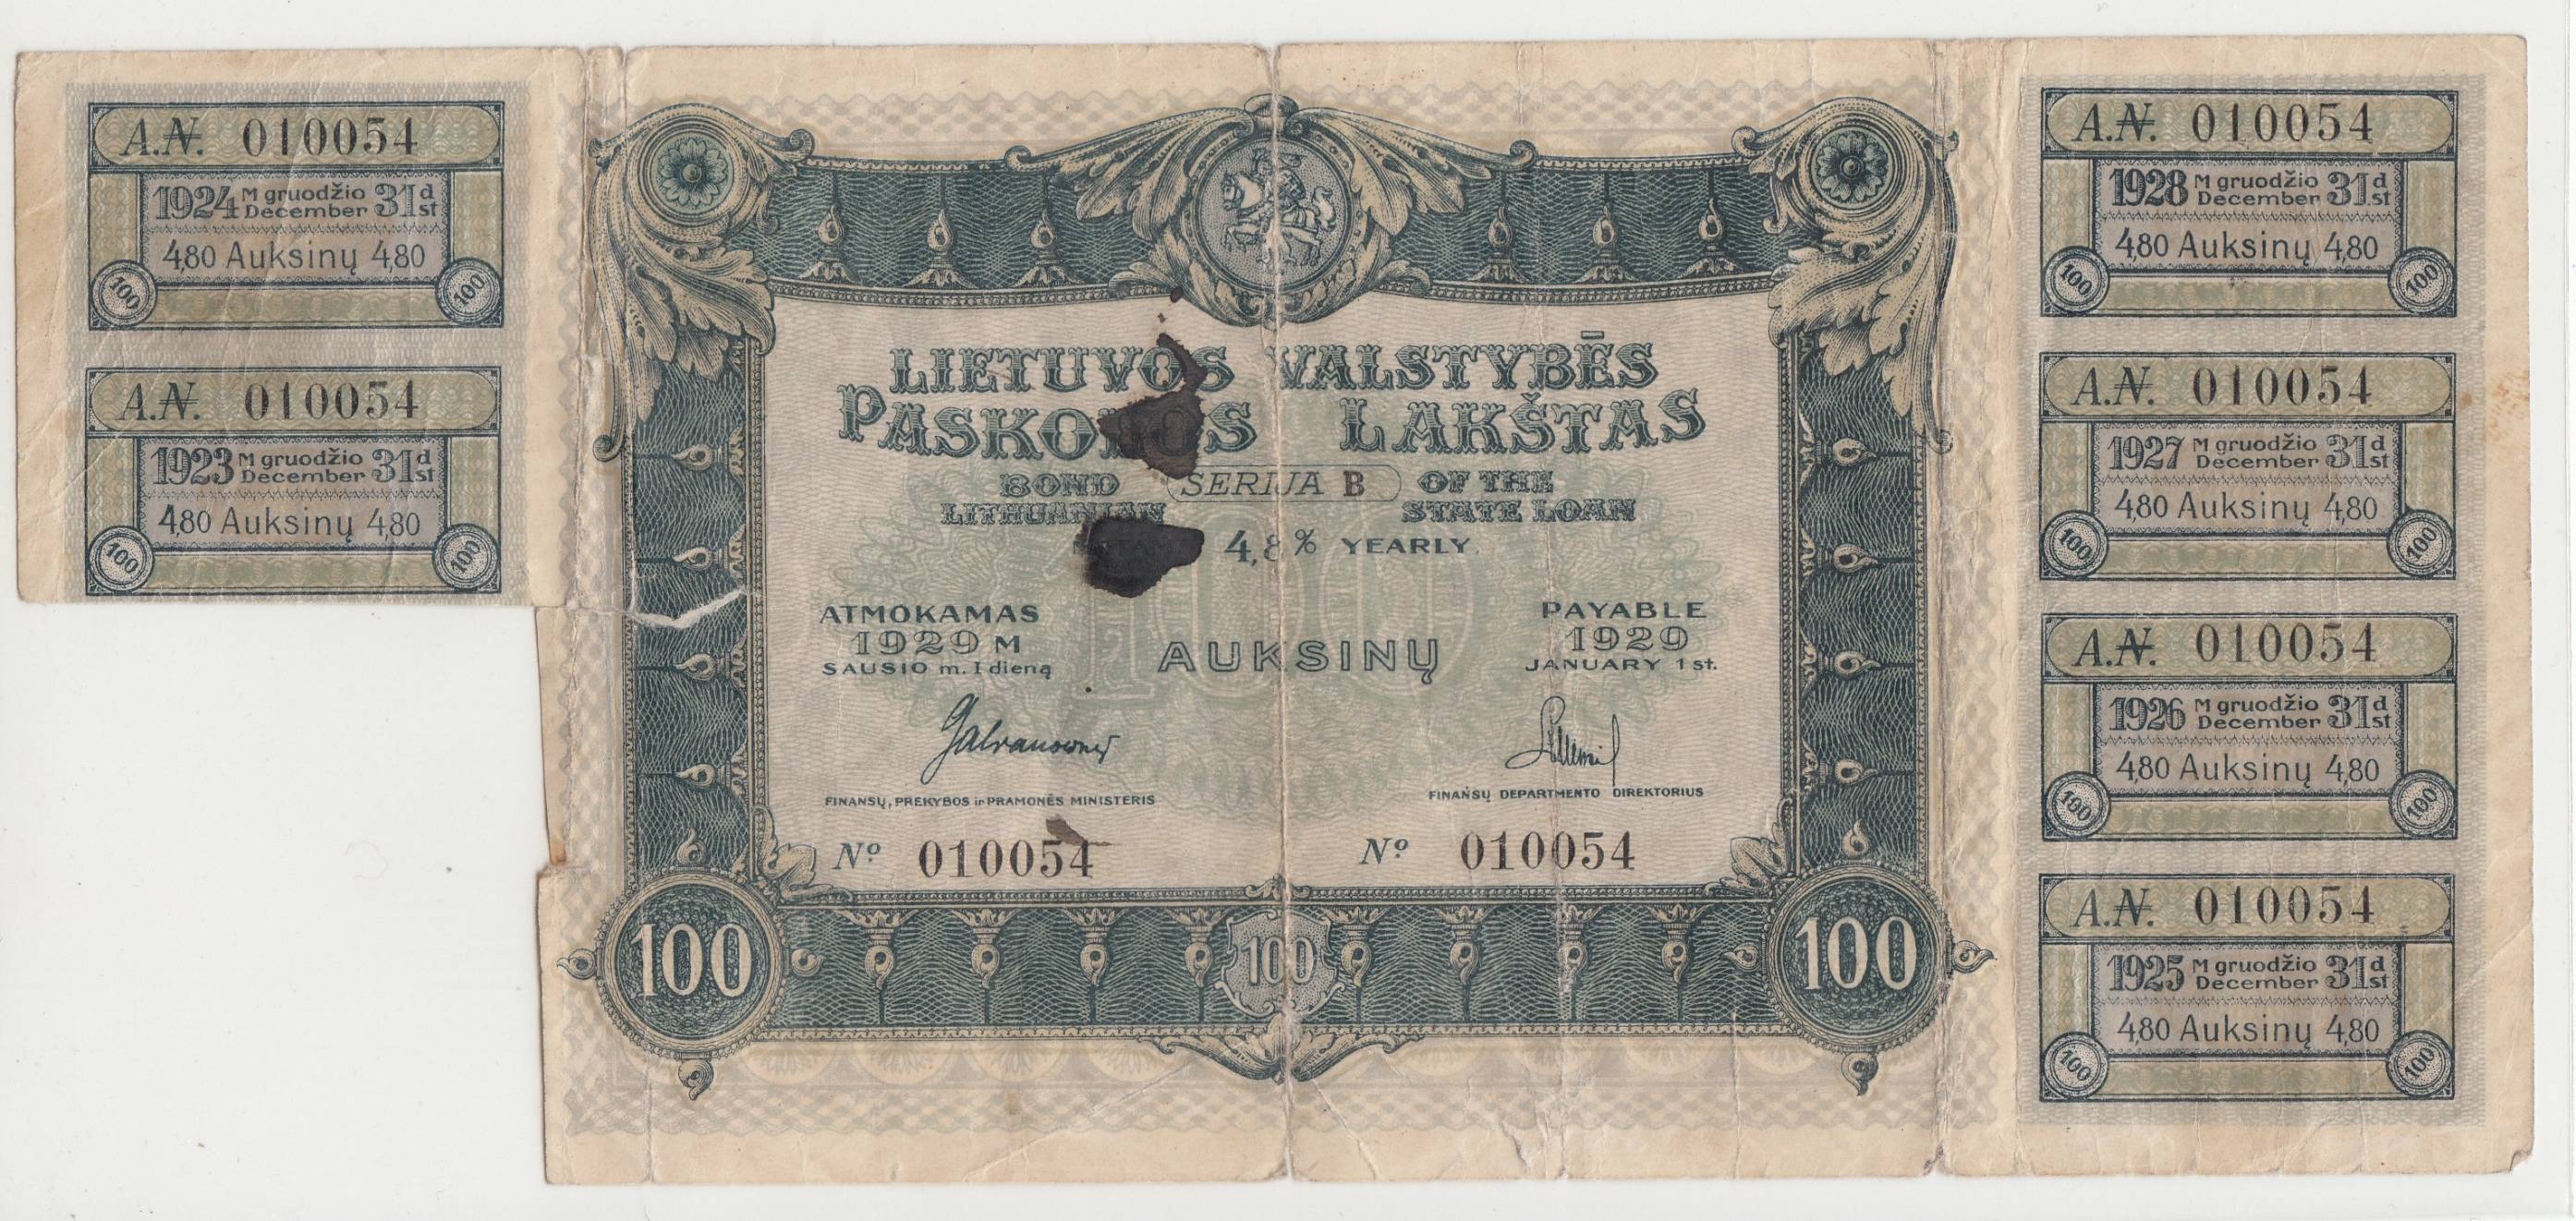 A.N. 010054
1924 M gruodžio 31 d
December st
4,80 Auksinų 4,80
100 100
A.N. 010054
1923 M gruodžio 31 d
December st
4,80 Auksinų 4,80
100 100
LIETUVOS VALSTYBĖS
PASKOLOS LAKŠTAS
BOND SERIJA B OF THE
LITHUANIAN STATE LOAN
4,8% YEARLY.
ATMOKAMAS
1929 M
SAUSIO m. I dieną
100
AUKSINŲ
PAYABLE
1929
JANUARY 1 st.
Galvanowskis
FINANSŲ, PREKYBOS ir PRAMONĖS MINISTERIS
FINANSŲ DEPARTMENTO DIREKTORIUS
Nº 010054
Nº 010054
100 100 100
A.N. 010054
1928 M gruodžio 31 d
December st
4,80 Auksinų 4,80
100 100
A.N. 010054
1927 M gruodžio 31 d
December st
4,80 Auksinų 4,80
100 100
A.N. 010054
1926 M gruodžio 31 d
December st
4,80 Auksinų 4,80
100 100
A.N. 010054
1925 M gruodžio 31 d
December st
4,80 Auksinų 4,80
100 100